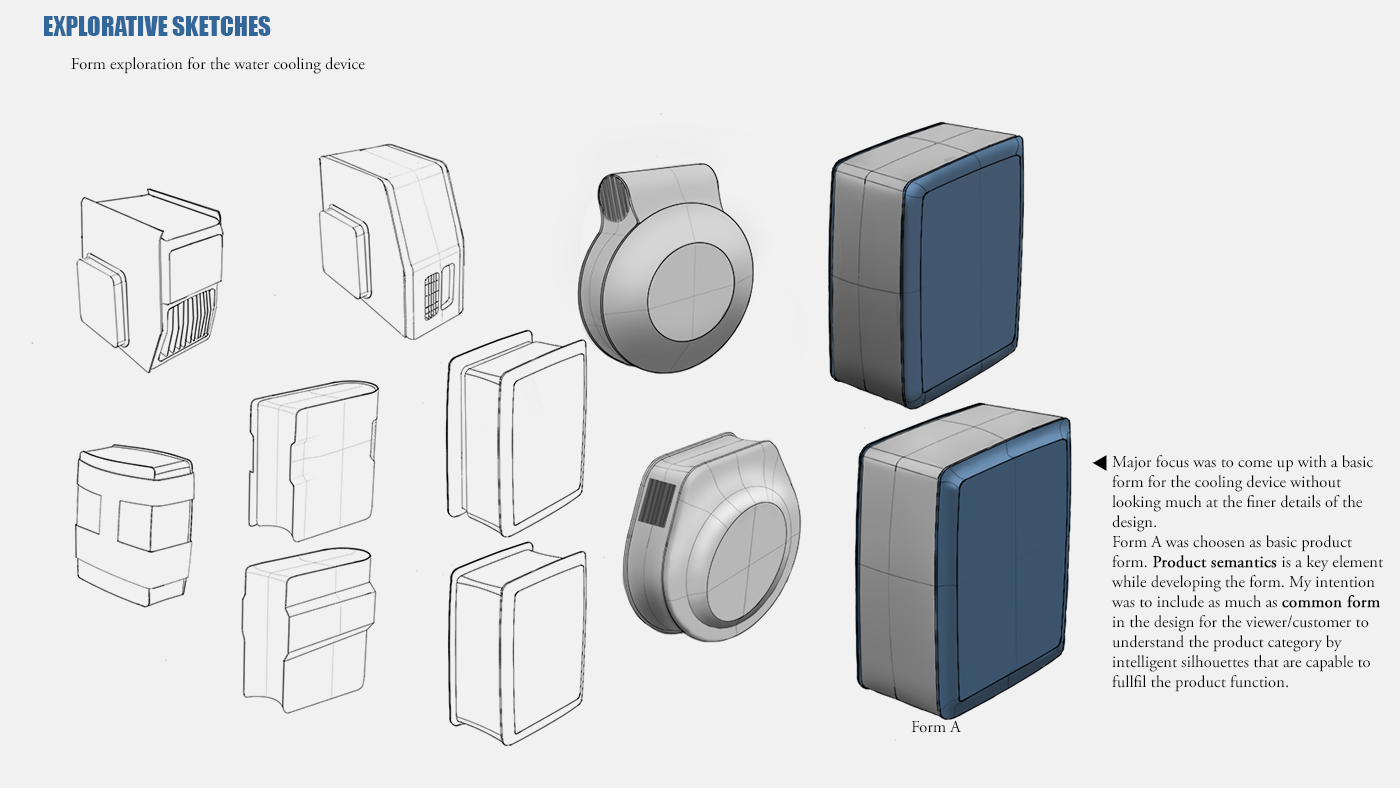 EXPLORATIVE SKETCHES
Form exploration for the water cooling device
Major focus was to come up with a basic
form for the cooling device without
looking much at the finer details of the
design.
Form A was choosen as basic product
form. Product semantics is a key element
while developing the form. My intention
was to include as much as common form
in the design for the viewer/customer to
understand the product category by
intelligent silhouettes that are capable to
fullfil the product function.
Form A